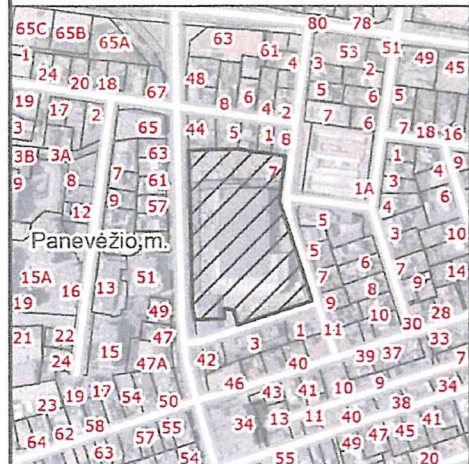 65C 65B 65A 63 61 80 78 51 49 45
1 24 20 18 67 48 4 3 53 2
19 17 2 8 6 4 2 5 6 5
3 65 44 5 1 8 7 6 7 18 16
3B 3A 63 7 1 4 9
9 8 7 61 1A 3 6
12 9 57 5 4 3 10
Panevėžio m. 5 6
15A 16 13 51 7 8 7 9 14
19 49 9 10 30 28
21 22 47 42 3 1 11 33
24 15 47A 40 39 37 7
23 19 17 54 50 46 43 41 10 9 34
64 62 58 57 55 34 13 11 40 38 41
63 54 55 49 47 45 20